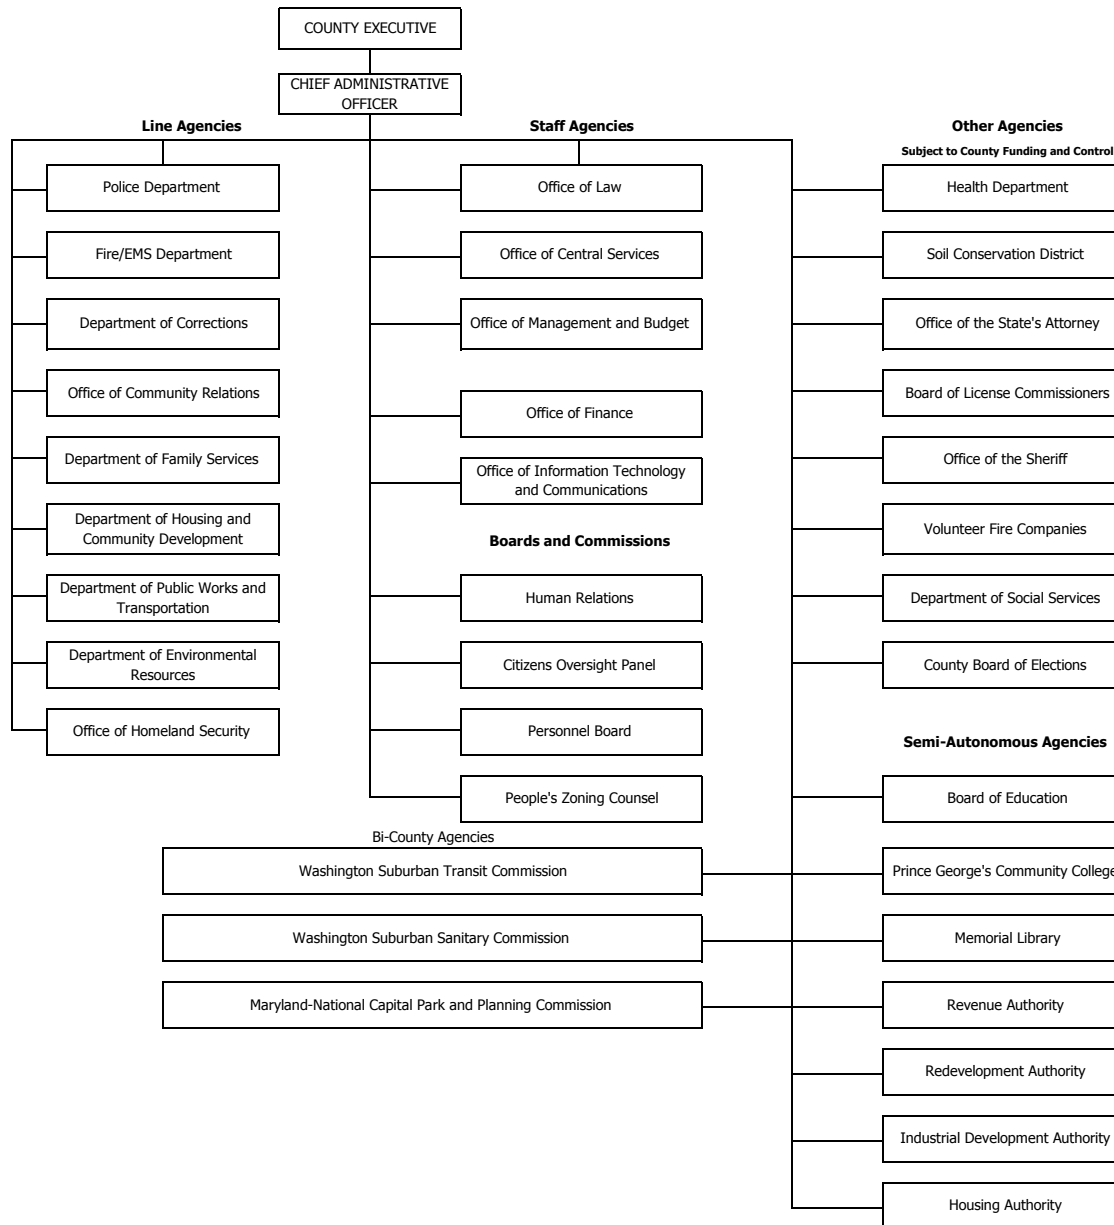 COUNTY EXECUTIVE
CHIEF ADMINISTRATIVE
OFFICER
Line Agencies
Police Department
Fire/EMS Department
Department of Corrections
Office of Community Relations
Department of Family Services
Department of Housing and
Community Development
Department of Public Works and
Transportation
Department of Environmental
Resources
Office of Homeland Security
Staff Agencies
Office of Law
Office of Central Services
Office of Management and Budget
Office of Finance
Office of Information Technology
and Communications
Boards and Commissions
Human Relations
Citizens Oversight Panel
Personnel Board
People's Zoning Counsel
Bi-County Agencies
Washington Suburban Transit Commission
Washington Suburban Sanitary Commission
Maryland-National Capital Park and Planning Commission
Other Agencies
Subject to County Funding and Control
Health Department
Soil Conservation District
Office of the State's Attorney
Board of License Commissioners
Office of the Sheriff
Volunteer Fire Companies
Department of Social Services
County Board of Elections
Semi-Autonomous Agencies
Board of Education
Prince George's Community College
Memorial Library
Revenue Authority
Redevelopment Authority
Industrial Development Authority
Housing Authority